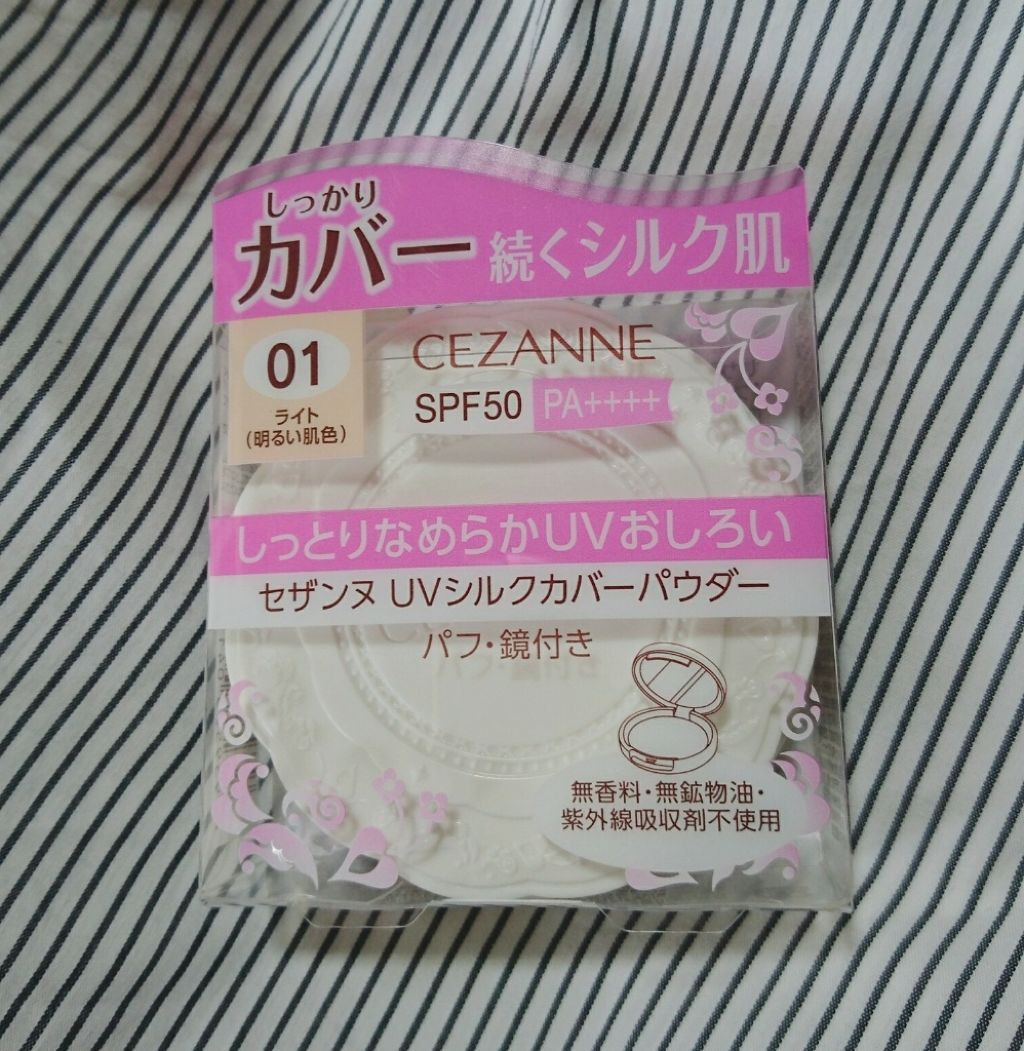 しっかり
カバー 続くシルク肌
01
ライト
(明るい肌色)
CEZANNE
SPF50 PA++++
しっとりなめらかUVおしろい
セザンヌ UVシルクカバーパウダー
パフ・鏡付き
無香料・無鉱物油・
紫外線吸収剤不使用